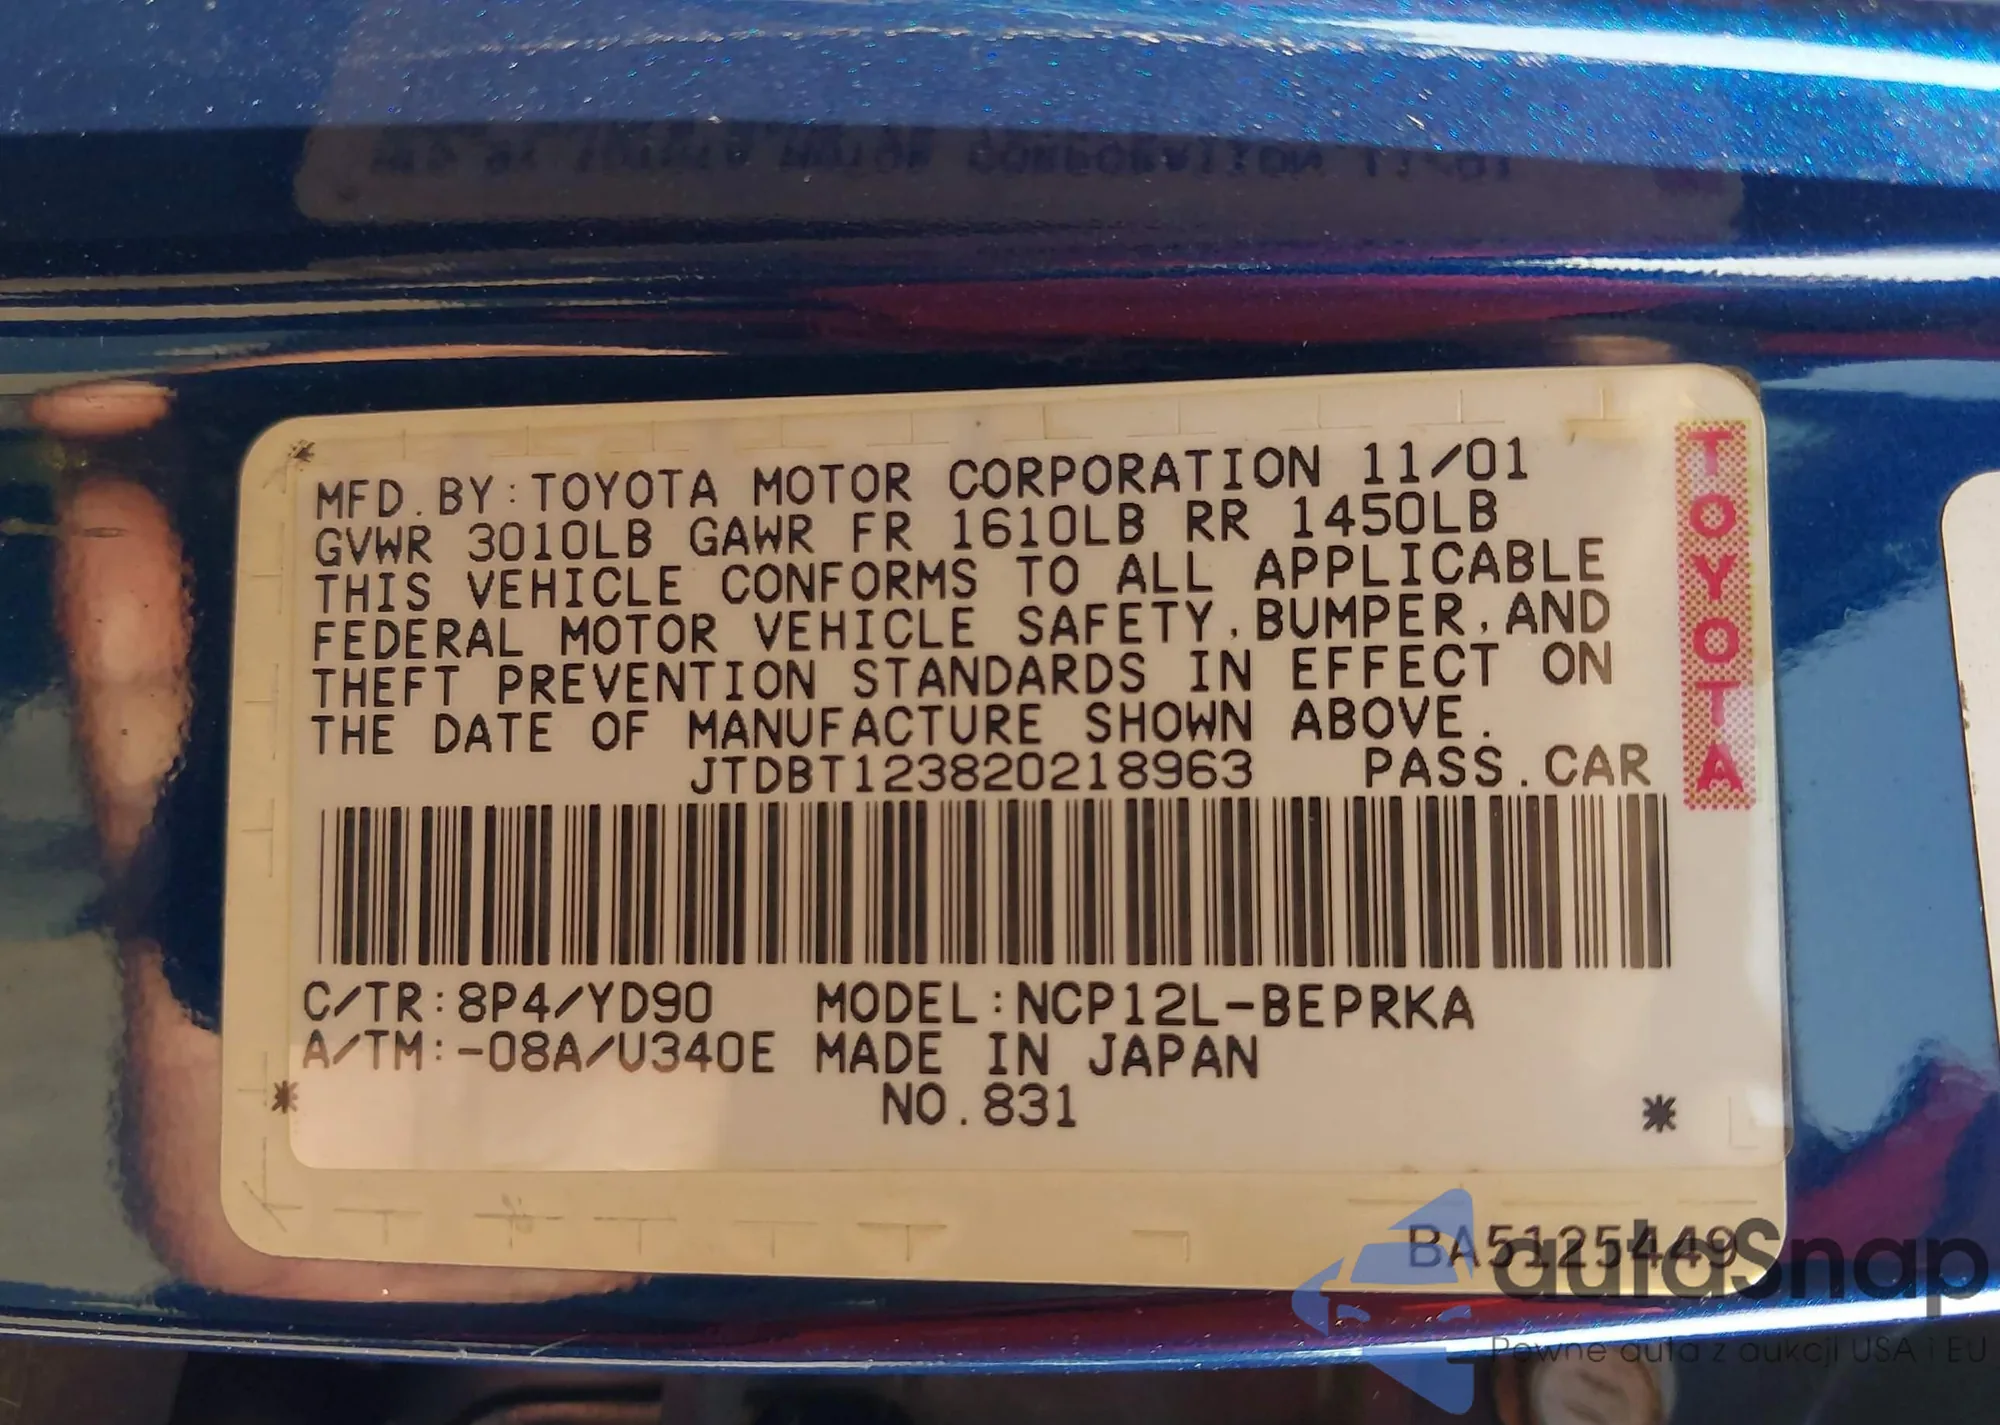 MFD.BY:TOYOTA MOTOR CORPORATION 11/01
GVWR 3010LB GAWR FR 1610LB RR 1450LB
THIS VEHICLE CONFORMS TO ALL APPLICABLE
FEDERAL MOTOR VEHICLE SAFETY,BUMPER,AND
THEFT PREVENTION STANDARDS IN EFFECT ON
THE DATE OF MANUFACTURE SHOWN ABOVE.
JTDBT123820218963 PASS.CAR
TOYOTA
C/TR:8P4/YD90 MODEL:NCP12L-BEPRKA
A/TM:-08A/U340E MADE IN JAPAN
* NO.831 *
BA5125449
autaSnap
Pewne auta z aukcji USA i EU